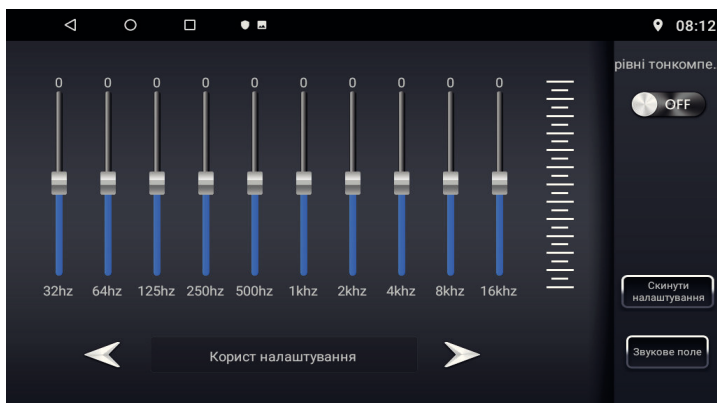 08:12
рівні тонкомпе..
0 0 0 0 0 0 0 0 0 0
OFF
32hz 64hz 125hz 250hz 500hz 1khz 2khz 4khz 8khz 16khz
Скинути
налаштування
Корист налаштування
Звукове поле